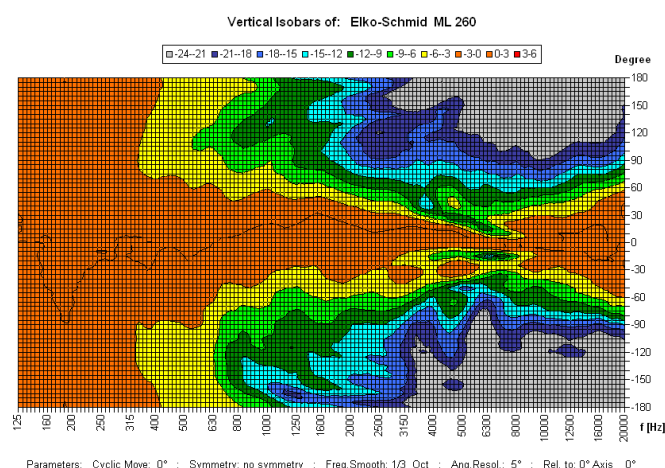 Vertical Isobars of:   Elko-Schmid  ML 260
-24--21 -21--18 -18--15 -15--12 -12--9 -9--6 -6--3 -3-0 0-3 3-6
Degree
180
150
120
90
60
30
0
-30
-60
-90
-120
-150
-180
125 160 200 250 315 400 500 630 800 1000 1250 1600 2000 2500 3150 4000 5000 6300 8000 10000 12500 16000 20000
f [Hz]
Parameters:   Cyclic Move:  0°   :   Symmetry: no symmetry   :   Freq.Smooth: 1/3  Oct   :   Ang.Resol.:  5°   :   Rel. to: 0° Axis   0°